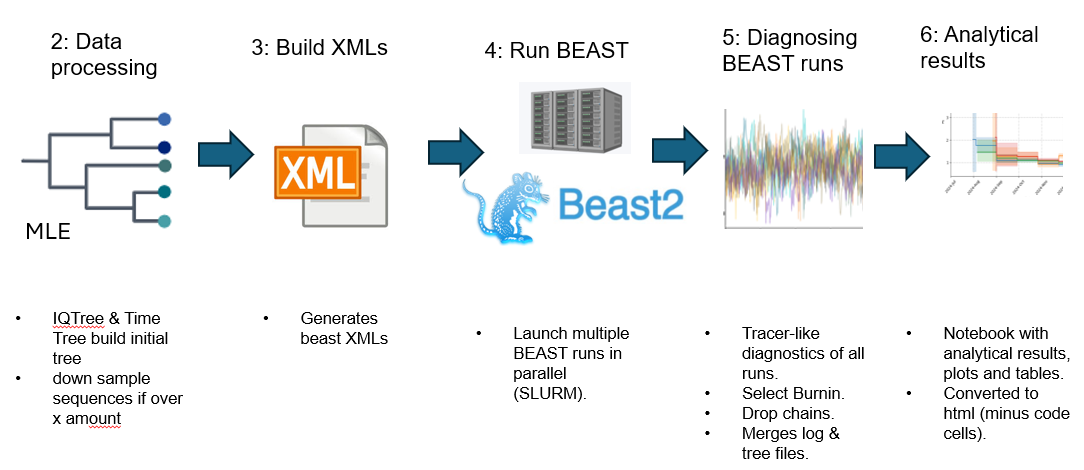 2: Data
processing
3: Build XMLs
4: Run BEAST
5: Diagnosing
BEAST runs
6: Analytical
results
MLE
XML
Beast2
• IQTree & Time
Tree build initial
tree
• down sample
sequences if over
x amount
• Generates
beast XMLs
• Launch multiple
BEAST runs in
parallel
(SLURM).
• Tracer-like
diagnostics of all
runs.
• Select Burnin.
• Drop chains.
• Merges log &
tree files.
• Notebook with
analytical results,
plots and tables.
• Converted to
html (minus code
cells).